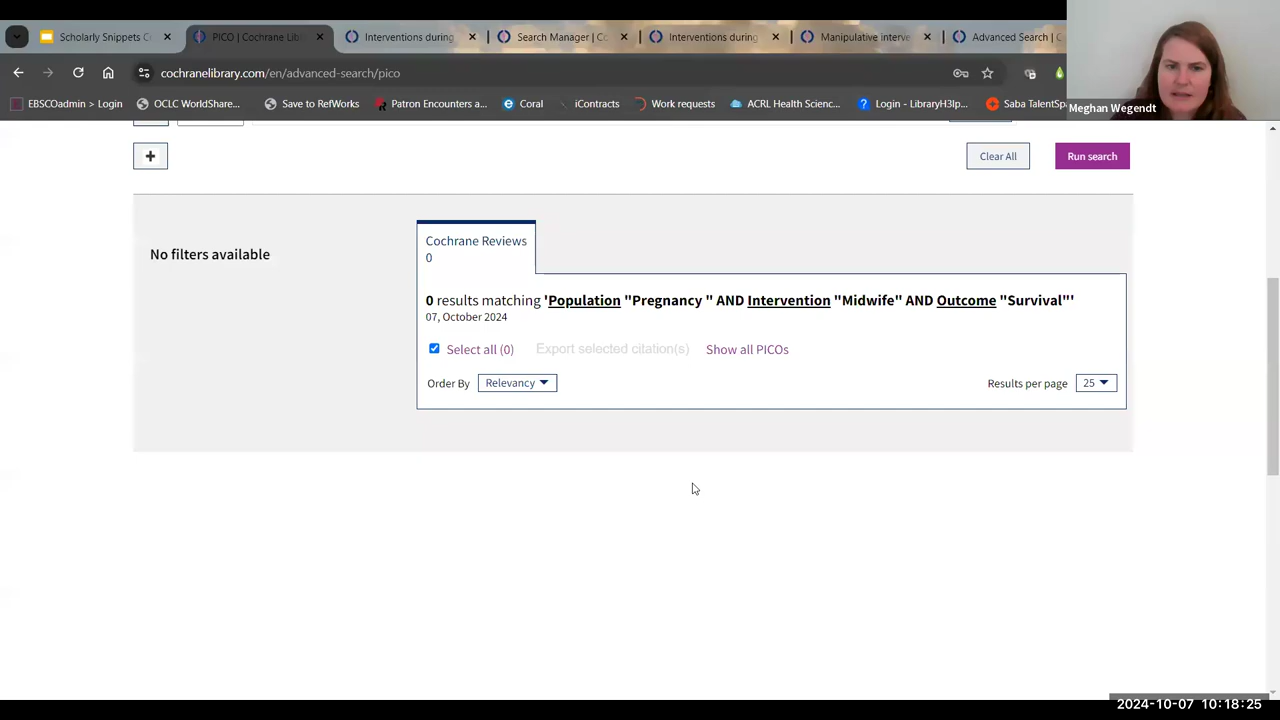 Scholarly Snippets C
PICO | Cochrane Lib
Interventions during
Search Manager | Co
Interventions during
Manipulative interve
Advanced Search | C
cochranelibrary.com/en/advanced-search/pico
Meghan Wegendt
EBSCOadmin > Login
OCLC WorldShare...
Save to RefWorks
Patron Encounters a...
Coral
iContracts
Work requests
ACRL Health Scienc...
Login - LibraryH3lp...
Saba TalentSp
+
Clear All
Run search
No filters available
Cochrane Reviews
0
0 results matching 'Population "Pregnancy " AND Intervention "Midwife" AND Outcome "Survival"'
07, October 2024
Select all (0)
Export selected citation(s)
Show all PICOs
Order By
Relevancy
Results per page
25
2024-10-07 10:18:25